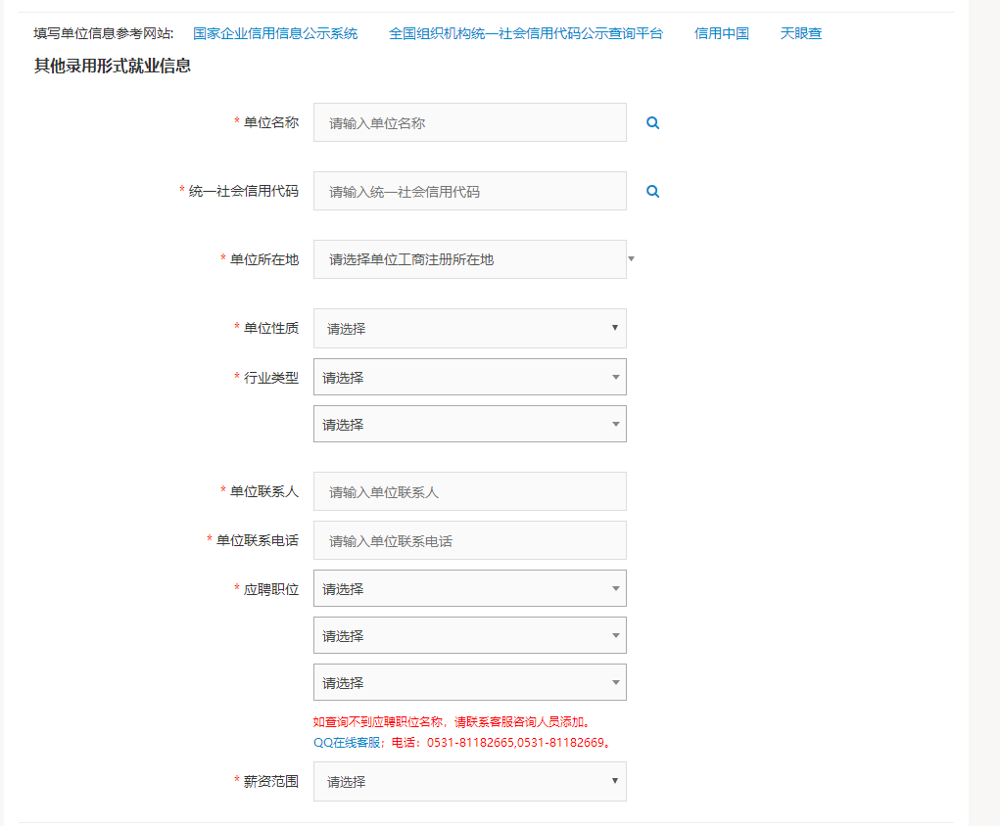 填写单位信息参考网站: 国家企业信用信息公示系统 全国组织机构统一社会信用代码公示查询平台 信用中国 天眼查
其他录用形式就业信息
* 单位名称 请输入单位名称
* 统一社会信用代码 请输入统一社会信用代码
* 单位所在地 请选择单位工商注册所在地
* 单位性质 请选择
* 行业类型 请选择
请选择
* 单位联系人 请输入单位联系人
* 单位联系电话 请输入单位联系电话
* 应聘职位 请选择
请选择
请选择
如查询不到应聘职位名称，请联系客服咨询人员添加。
QQ在线客服；电话：0531-81182665,0531-81182669。
* 薪资范围 请选择